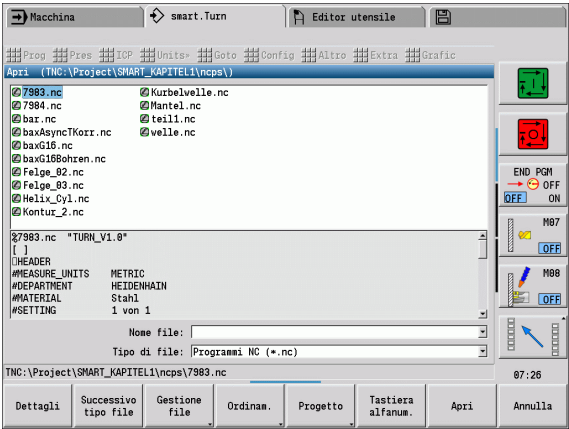 Macchina smart.Turn Editor utensile
Prog Pres ICP Units» Goto Config Altro Extra Grafic
Apri (TNC:\Project\SMART_KAPITEL1\ncps\)
7983.nc Kurbelwelle.nc
7984.nc Mantel.nc
bar.nc teil1.nc
baxAsyncTKorr.nc welle.nc
baxG16.nc
baxG16Bohren.nc
Felge_02.nc
Felge_03.nc
Helix_Cyl.nc
Kontur_2.nc
%7983.nc "TURN_V1.0"
[ ]
HEADER
#MEASURE_UNITS METRIC
#DEPARTMENT HEIDENHAIN
#MATERIAL Stahl
#SETTING 1 von 1
Nome file:
Tipo di file: Programmi NC (*.nc)
TNC:\Project\SMART_KAPITEL1\ncps\7983.nc
END PGM
OFF
OFF ON
M07
OFF
M08
OFF
07:26
Dettagli Successivo tipo file Gestione file Ordinam. Progetto Tastiera alfanum. Apri Annulla